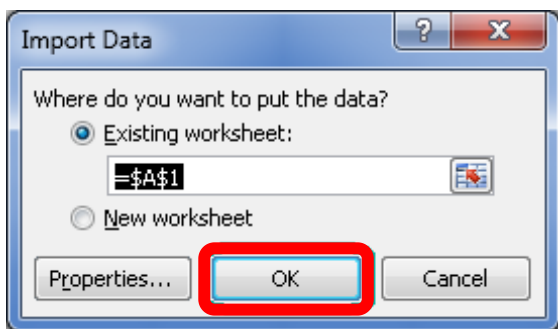 Import Data
Where do you want to put the data?
Existing worksheet:
=$A$1
New worksheet
Properties... OK Cancel